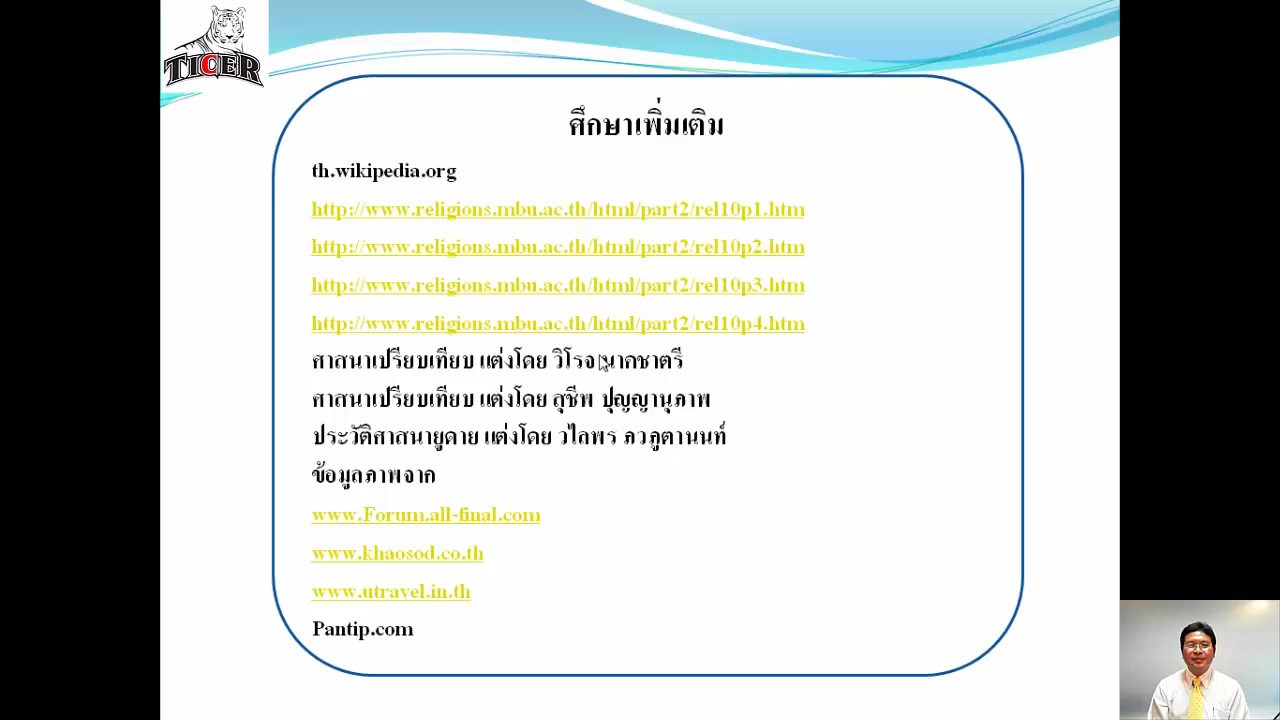 TICER
ศึกษาเพิ่มเติม
th.wikipedia.org
http://www.religions.mbu.ac.th/html/part2/rel10p1.htm
http://www.religions.mbu.ac.th/html/part2/rel10p2.htm
http://www.religions.mbu.ac.th/html/part2/rel10p3.htm
http://www.religions.mbu.ac.th/html/part2/rel10p4.htm
ศาสนาเปรียบเทียบ แต่งโดย วิโรจ นาคชาตรี
ศาสนาเปรียบเทียบ แต่งโดย สุชีพ ปุญญานุภาพ
ประวัติศาสนายูดาย แต่งโดย วไลพร ภวภูตานนท์
ข้อมูลภาพจาก
www.Forum.all-final.com
www.khaosod.co.th
www.utravel.in.th
Pantip.com